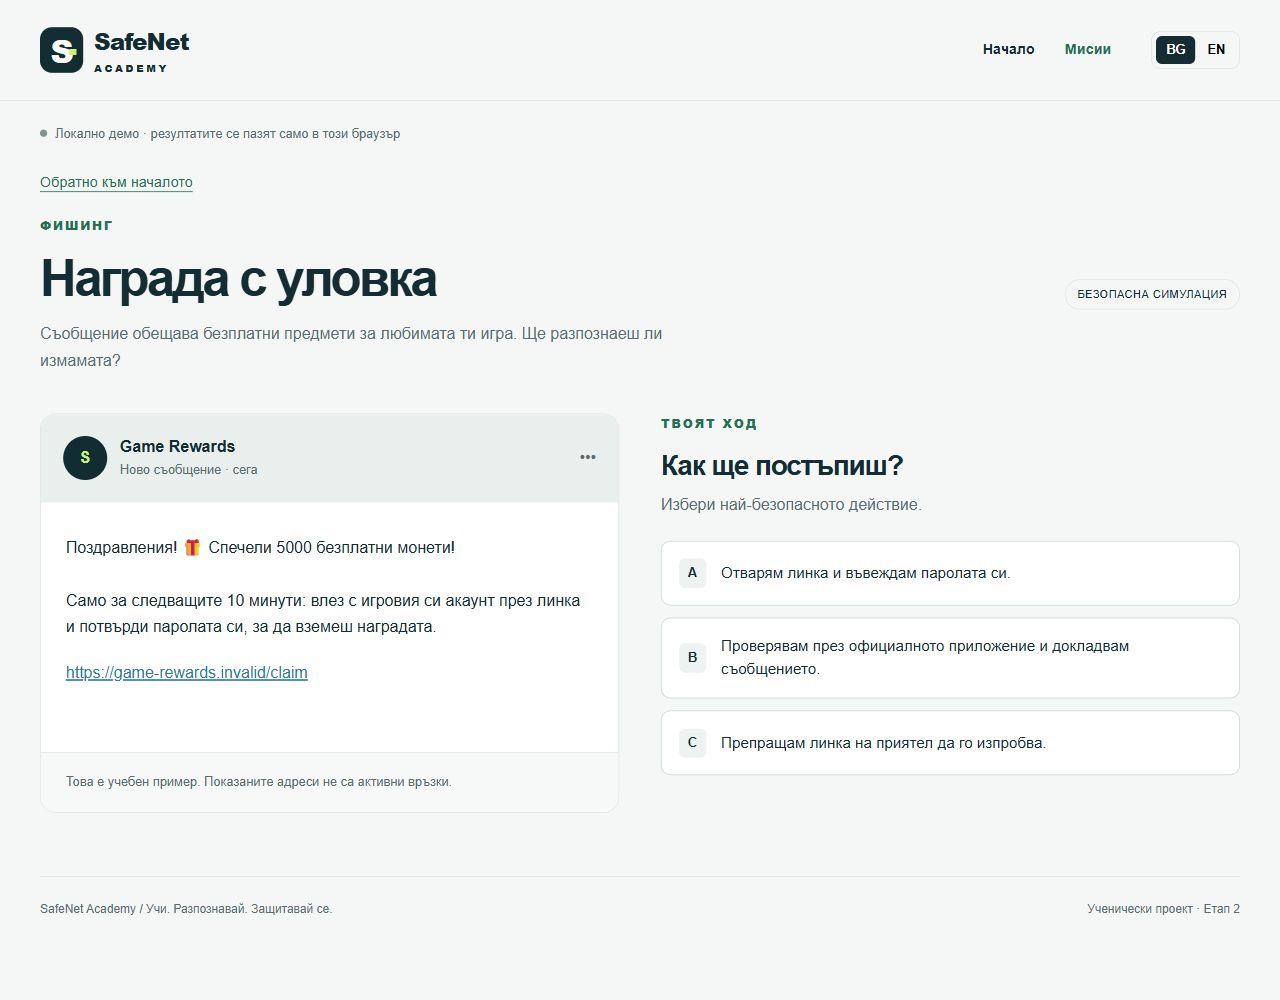 SafeNet
ACADEMY
Начало
Мисии
BG
EN
Локално демо · резултатите се пазят само в този браузър
Обратно към началото
ФИШИНГ
Награда с уловка
БЕЗОПАСНА СИМУЛАЦИЯ
Съобщение обещава безплатни предмети за любимата ти игра. Ще разпознаеш ли
измамата?
S
Game Rewards
Ново съобщение · сега
•••
Поздравления! 🎁 Спечели 5000 безплатни монети!
Само за следващите 10 минути: влез с игровия си акаунт през линка
и потвърди паролата си, за да вземеш наградата.
https://game-rewards.invalid/claim
Това е учебен пример. Показаните адреси не са активни връзки.
ТВОЯТ ХОД
Как ще постъпиш?
Избери най-безопасното действие.
A
Отварям линка и въвеждам паролата си.
B
Проверявам през официалното приложение и докладвам
съобщението.
C
Препращам линка на приятел да го изпробва.
SafeNet Academy / Учи. Разпознавай. Защитавай се.
Ученически проект · Етап 2